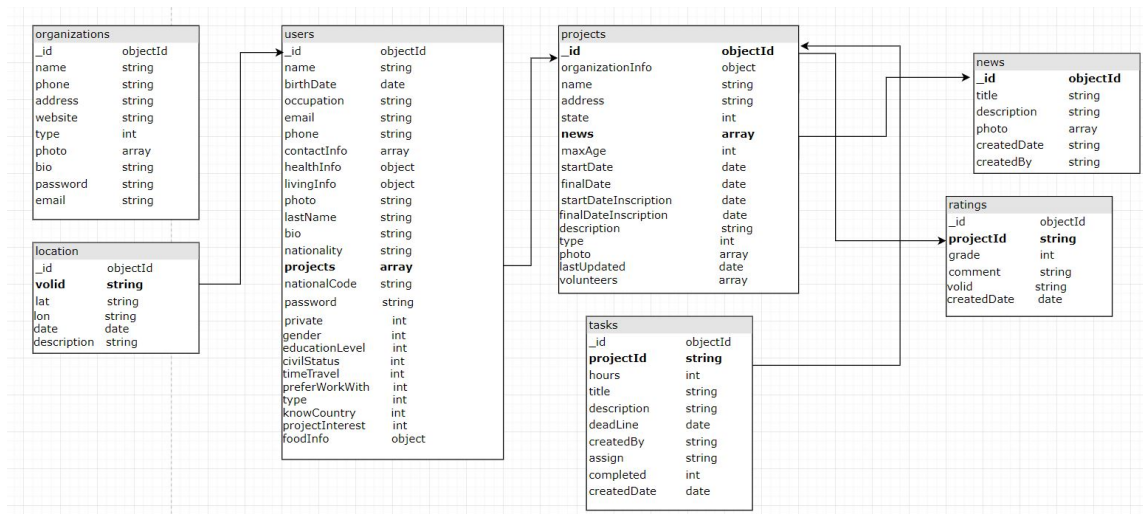 organizations
_id objectId
name string
phone string
address string
website string
type int
photo array
bio string
password string
email string
location
_id objectId
volid string
lat string
lon string
date date
description string
users
_id objectId
name string
birthDate date
occupation string
email string
phone string
contactInfo array
healthInfo object
livingInfo object
photo string
lastName string
bio string
nationality string
projects array
nationalCode string
password string
private int
gender int
educationLevel int
civilStatus int
timeTravel int
preferWorkWith int
type int
knowCountry int
projectInterest int
foodInfo object
projects
_id objectId
organizationInfo object
name string
address string
state int
news array
maxAge int
startDate date
finalDate date
startDateInscription date
finalDateInscription date
description string
type int
photo array
lastUpdated date
volunteers array
tasks
_id objectId
projectId string
hours int
title string
description string
deadLine date
createdBy string
assign string
completed int
createdDate date
news
_id objectId
title string
description string
photo array
createdDate string
createdBy string
ratings
_id objectId
projectId string
grade int
comment string
volid string
createdDate date